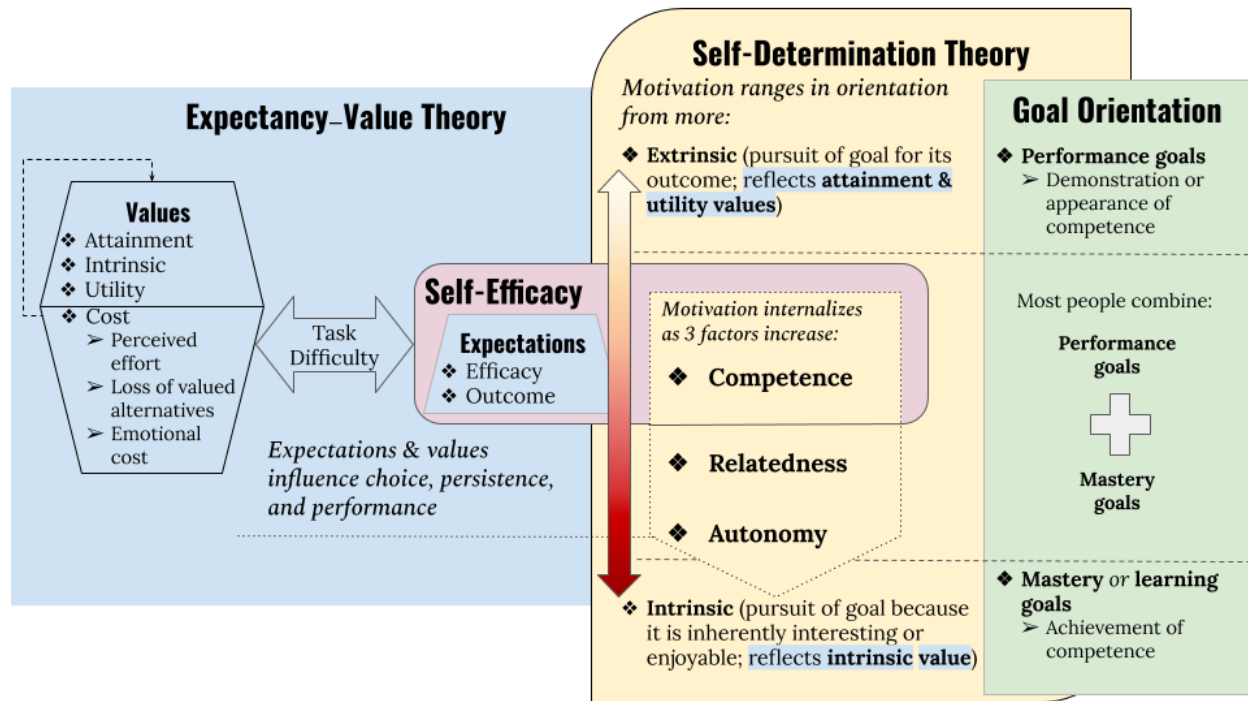 Expectancy–Value Theory
Values
❖ Attainment
❖ Intrinsic
❖ Utility
❖ Cost
➢ Perceived
effort
➢ Loss of valued
alternatives
➢ Emotional
cost
Task
Difficulty
Self-Efficacy
Expectations
❖ Efficacy
❖ Outcome
Expectations & values
influence choice, persistence,
and performance
Self-Determination Theory
Motivation ranges in orientation
from more:
❖ Extrinsic (pursuit of goal for its
outcome; reflects attainment &
utility values)
Motivation internalizes
as 3 factors increase:
❖ Competence
❖ Relatedness
❖ Autonomy
❖ Intrinsic (pursuit of goal because
it is inherently interesting or
enjoyable; reflects intrinsic value)
Goal Orientation
❖ Performance goals
➢ Demonstration or
appearance of
competence
Most people combine:
Performance
goals
Mastery
goals
❖ Mastery or learning
goals
➢ Achievement of
competence